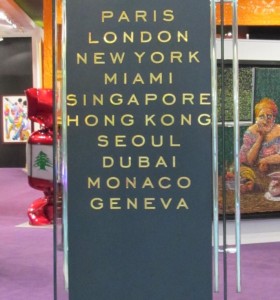 PARIS
LONDON
NEW YORK
MIAMI
SINGAPORE
HONG KONG
SEOUL
DUBAI
MONACO
GENEVA